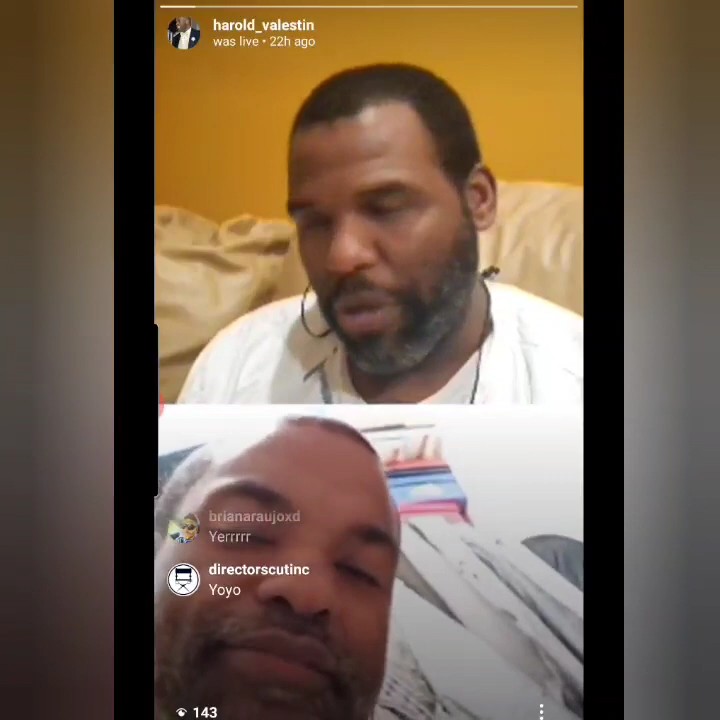 harold_valestin
was live • 22h ago
brianaraujoxd
Yerrrrr
directorscutinc
Yoyo
143